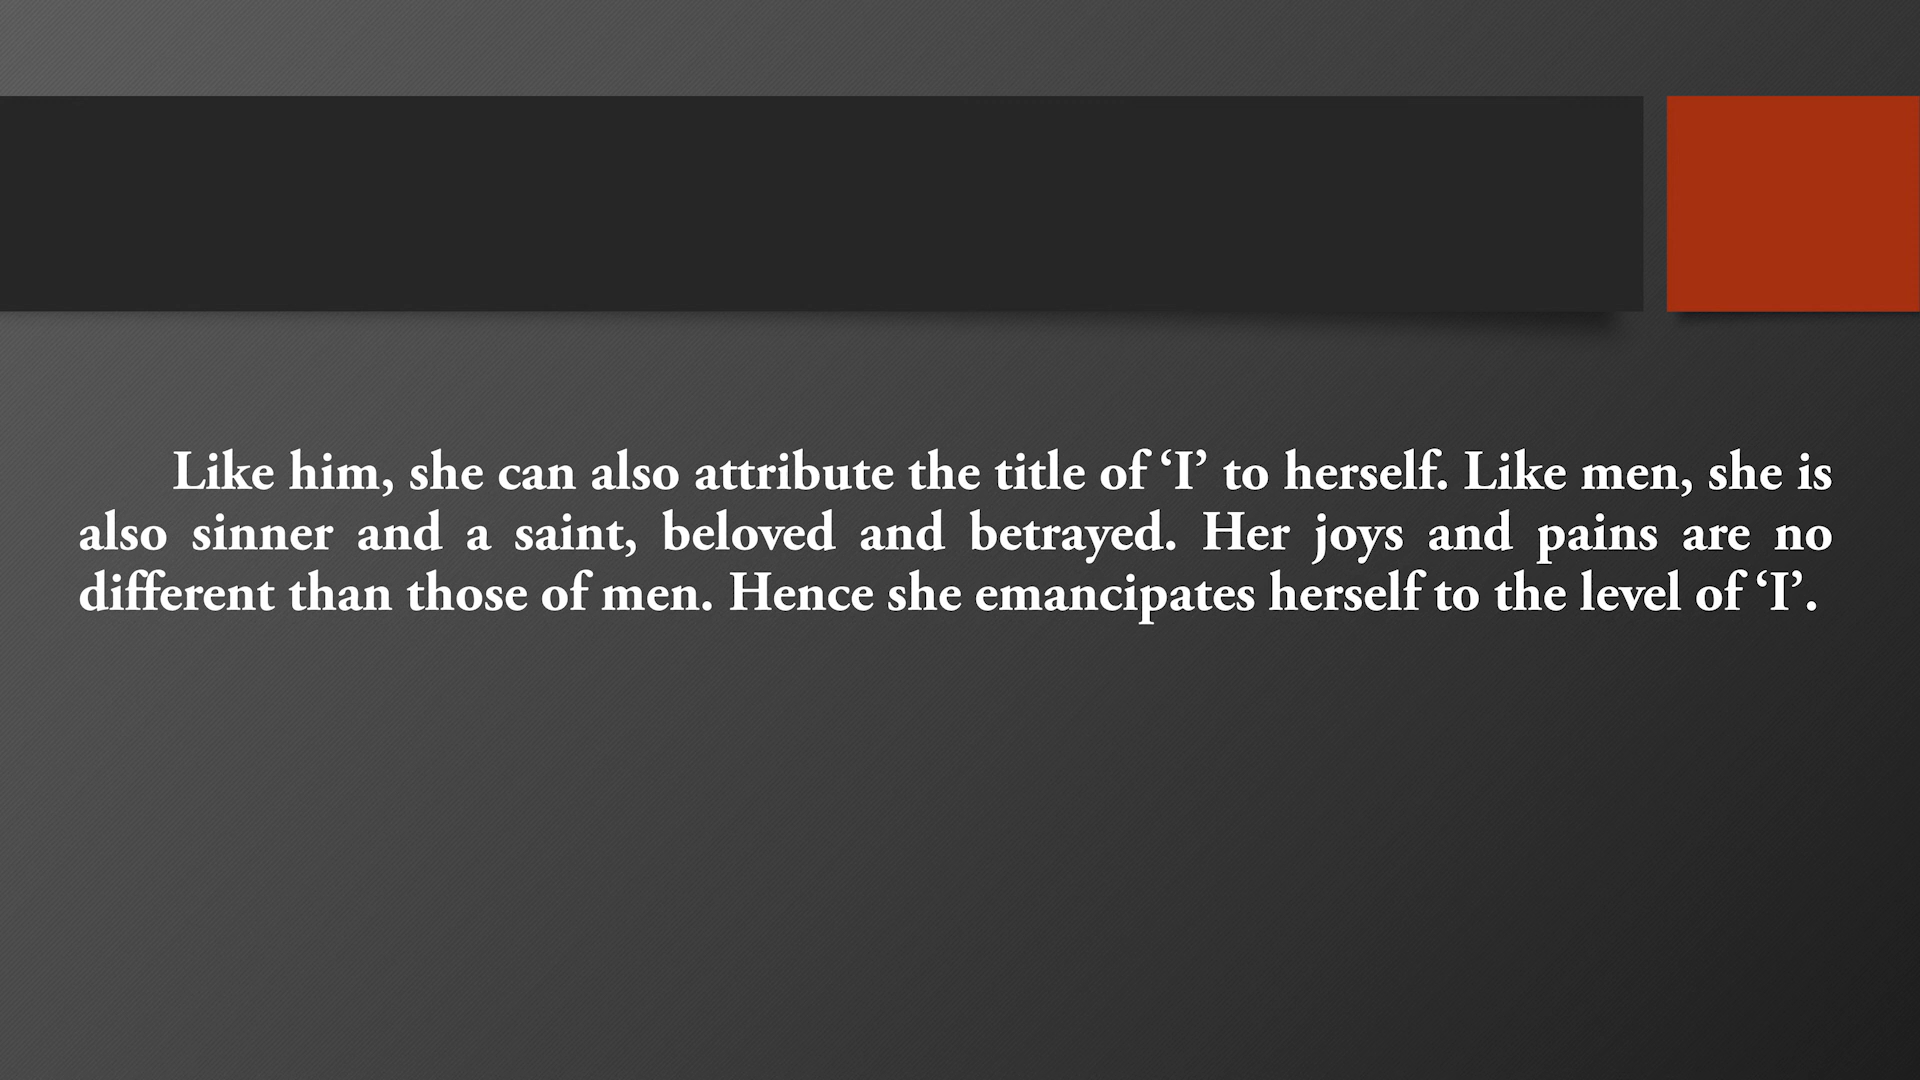 Like him, she can also attribute the title of ‘I’ to herself. Like men, she is
also sinner and a saint, beloved and betrayed. Her joys and pains are no
different than those of men. Hence she emancipates herself to the level of ‘I’.